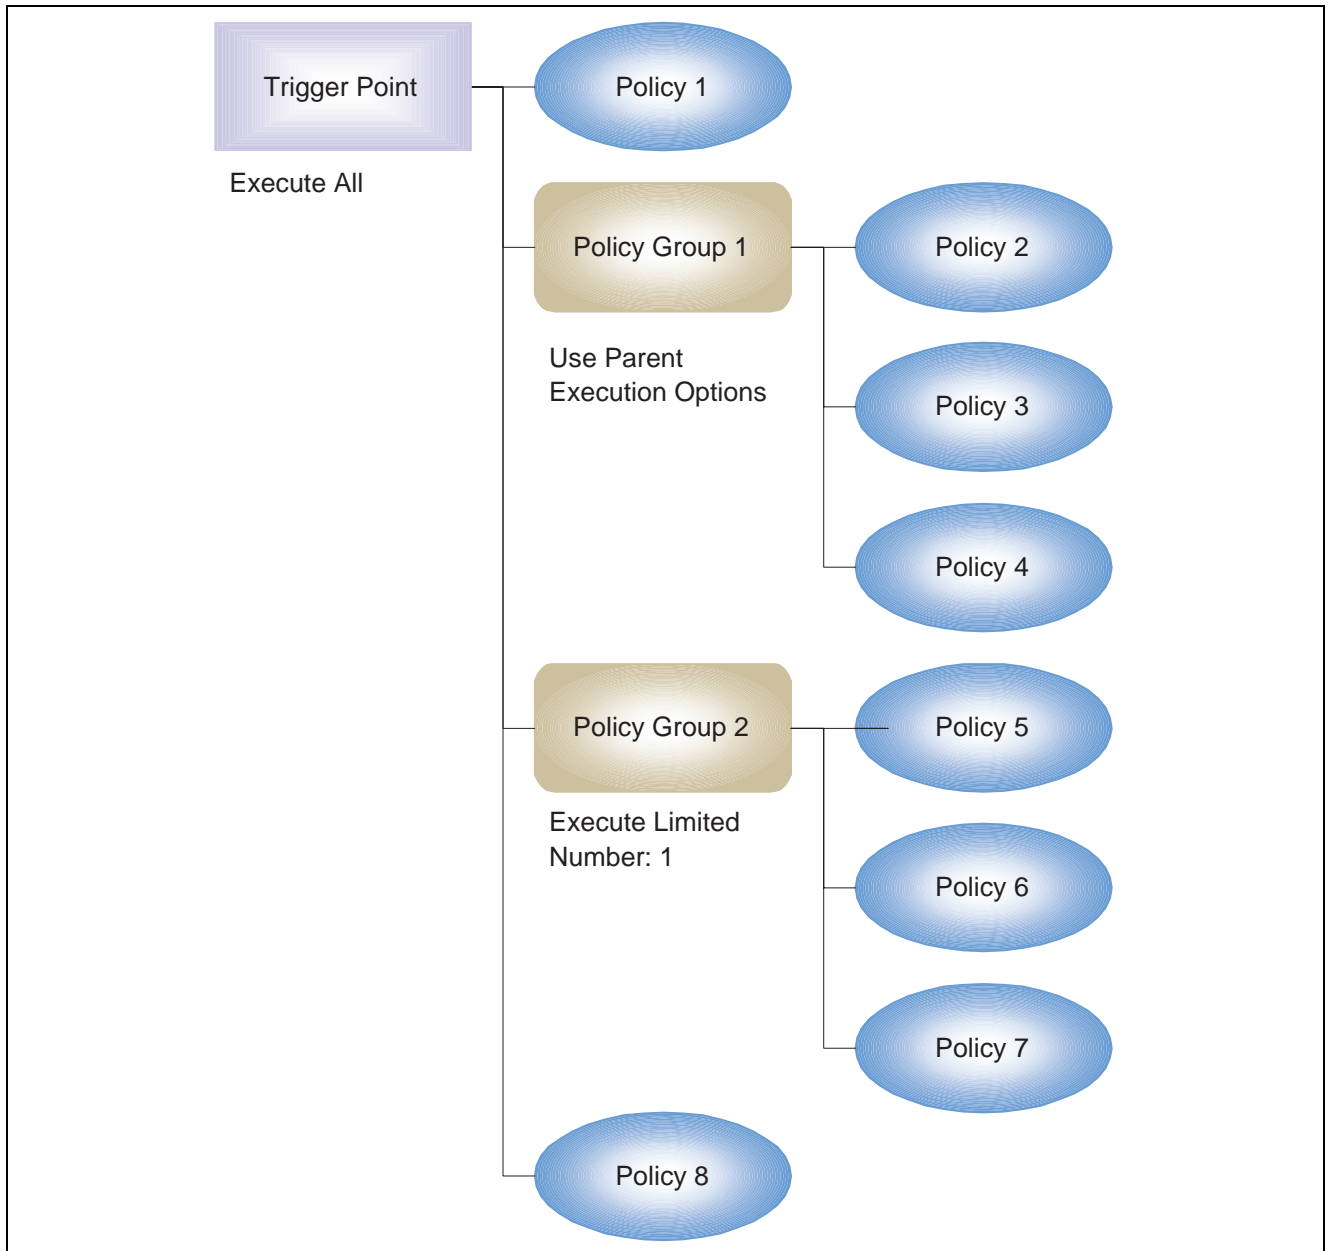 Trigger Point
Policy 1
Execute All
Policy Group 1
Policy 2
Use Parent
Execution Options
Policy 3
Policy 4
Policy Group 2
Policy 5
Execute Limited
Number: 1
Policy 6
Policy 7
Policy 8